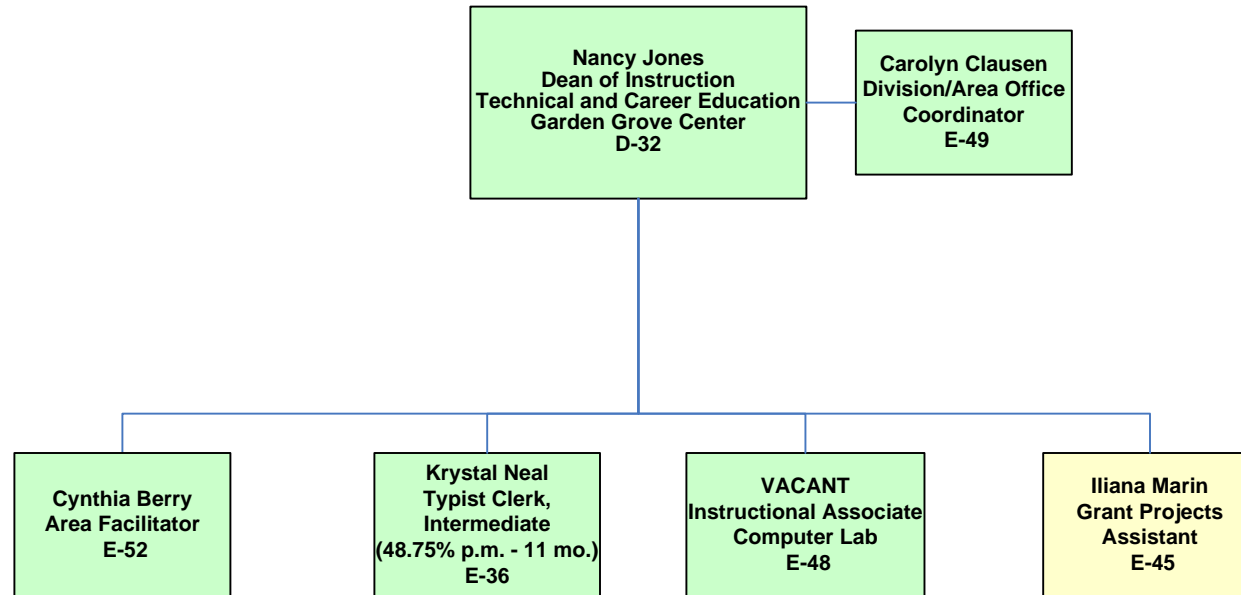 Nancy Jones
Dean of Instruction
Technical and Career Education
Garden Grove Center
D-32
Carolyn Clausen
Division/Area Office
Coordinator
E-49
Cynthia Berry
Area Facilitator
E-52
Krystal Neal
Typist Clerk,
Intermediate
(48.75% p.m. - 11 mo.)
E-36
VACANT
Instructional Associate
Computer Lab
E-48
Iliana Marin
Grant Projects
Assistant
E-45